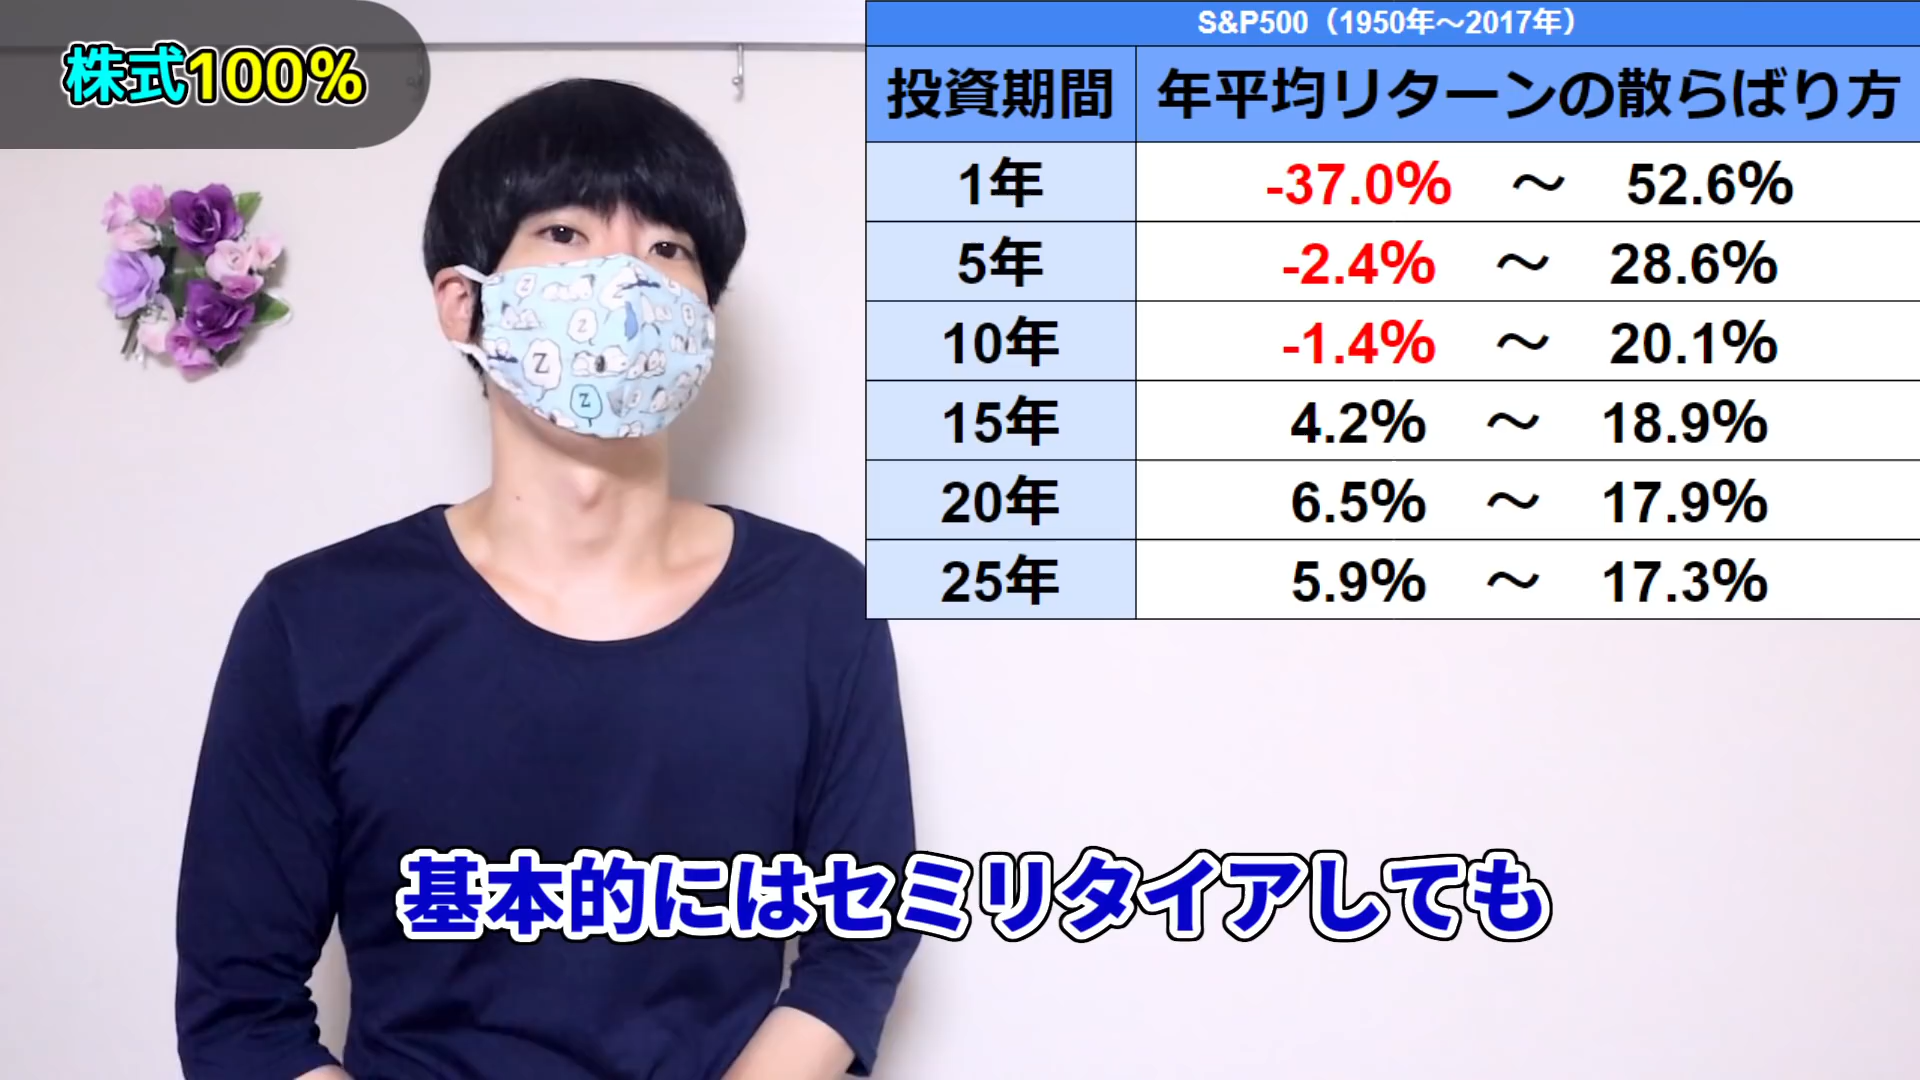 株式100%
S&P500（1950年～2017年）
投資期間 年平均リターンの散らばり方
1年 -37.0% ～ 52.6%
5年 -2.4% ～ 28.6%
10年 -1.4% ～ 20.1%
15年 4.2% ～ 18.9%
20年 6.5% ～ 17.9%
25年 5.9% ～ 17.3%
Z
Z
Z
Z
基本的にはセミリタイアしても